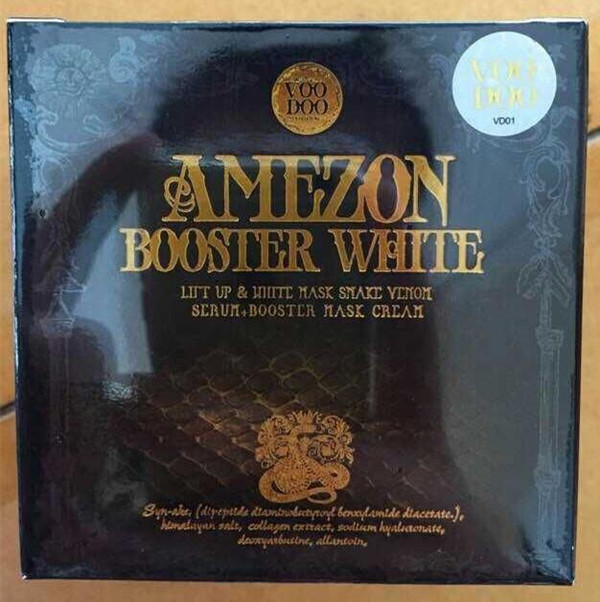 VOO
DOO
VOO
DOO
VD01
AMEZON
BOOSTER WHITE
LIFT UP & WHITE MASK SNAKE VENOM
SERUM+BOOSTER MASK CREAM
Syn-ake, (dipeptide diaminobutyroyl benzylamide diacetate.),
himalayan salt, collagen extract, sodium hyaluronate,
deoxyarbutine, allantoin,